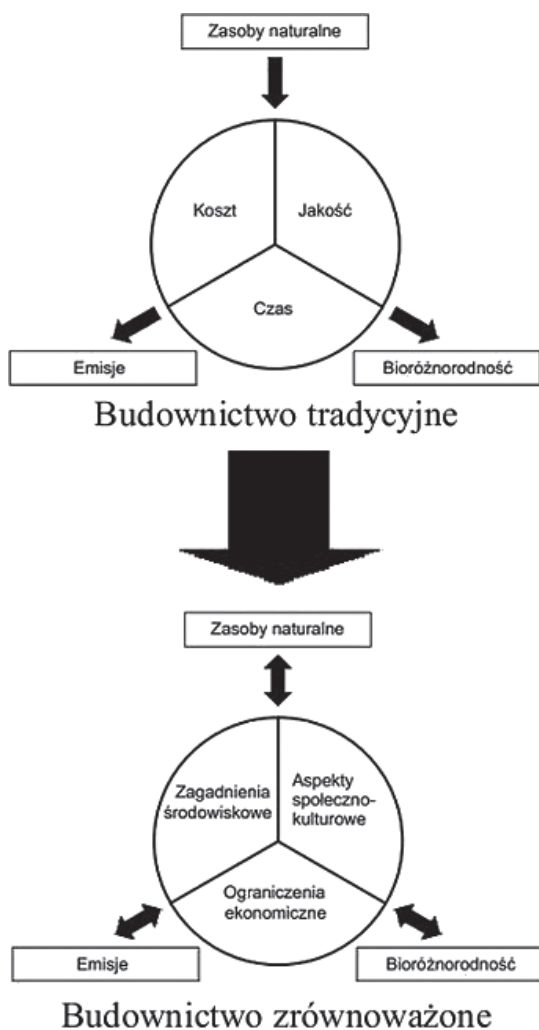 Zasoby naturalne
Koszt
Jakość
Czas
Emisje
Bioróżnorodność
Budownictwo tradycyjne
Zasoby naturalne
Zagadnienia
środowiskowe
Aspekty
społeczno-
kulturowe
Ograniczenia
ekonomiczne
Emisje
Bioróżnorodność
Budownictwo zrównoważone